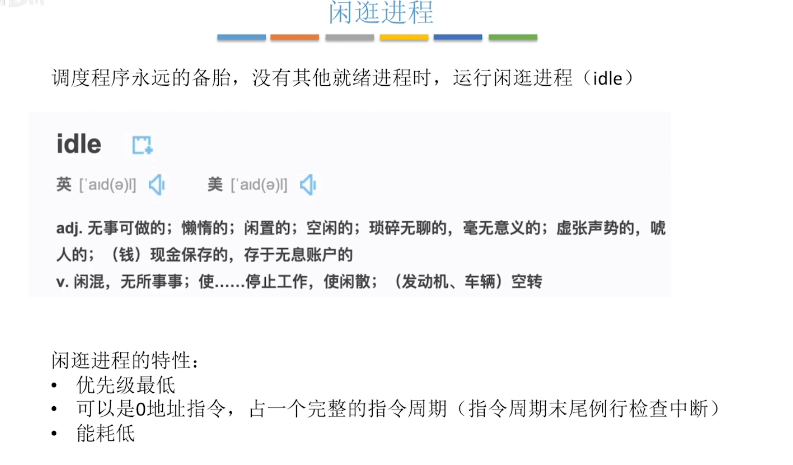 闲逛进程
调度程序永远的备胎，没有其他就绪进程时，运行闲逛进程（idle）
idle
英 [ˈaɪd(ə)l] 美 [ˈaɪd(ə)l]
adj. 无事可做的；懒惰的；闲置的；空闲的；琐碎无聊的，毫无意义的；虚张声势的，唬
人的；（钱）现金保存的，存于无息账户的
v. 闲混，无所事事；使……停止工作，使闲散；（发动机、车辆）空转
闲逛进程的特性：
• 优先级最低
• 可以是0地址指令，占一个完整的指令周期（指令周期末尾例行检查中断）
• 能耗低